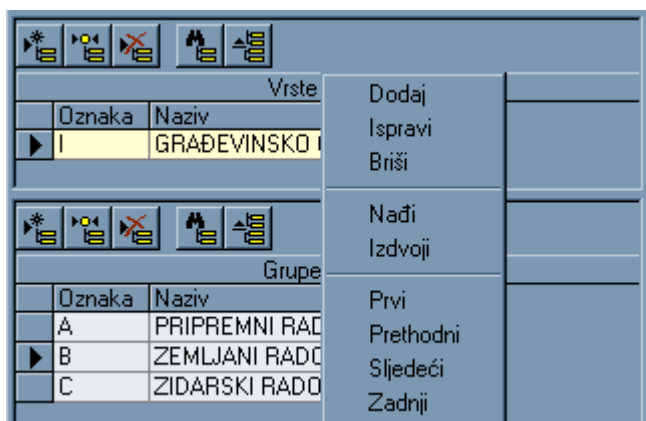 Vrste
Oznaka Naziv
I GRAĐEVINSKO
Grupe
Oznaka Naziv
A PRIPREMNI RAD
B ZEMLJANI RADO
C ZIDARSKI RADO
Dodaj
Ispravi
Briši
Nađi
Izdvoji
Prvi
Prethodni
Sljedeći
Zadnji